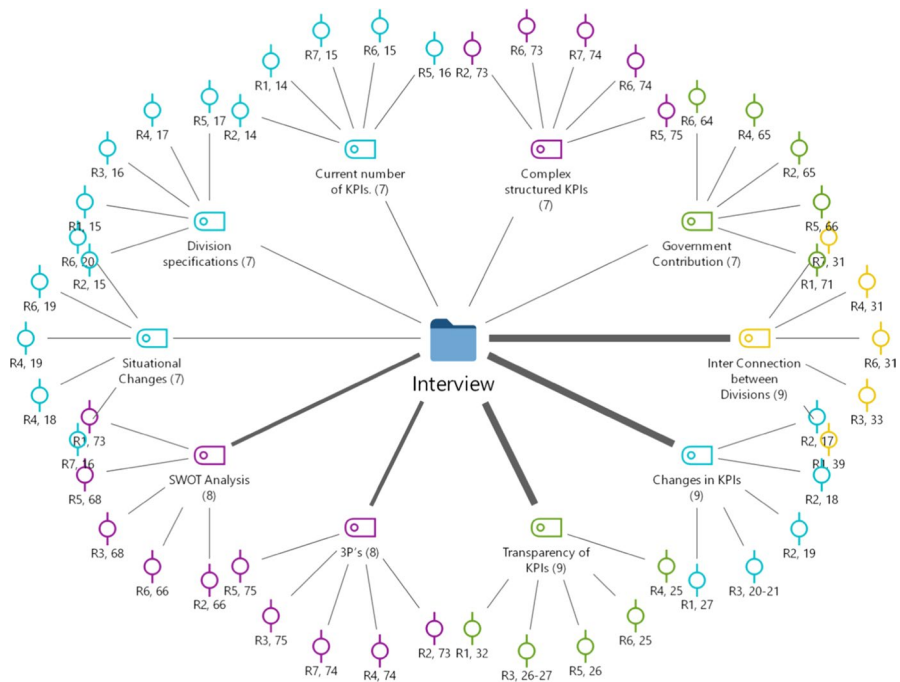 R7, 15
R6, 15
R1, 14
R5, 16
R2, 14
Current number
of KPIs. (7)
R2, 73
R6, 73
R7, 74
R6, 74
R5, 75
Complex
structured KPIs
(7)
R5, 17
R4, 17
R3, 16
R1, 15
R2, 15
Division
specifications (7)
R6, 64
R4, 65
R2, 65
R5, 66
R1, 71
Government
Contribution (7)
R6, 20
R6, 19
R4, 19
R4, 18
R7, 16
Situational
Changes (7)
Interview
R7, 31
R4, 31
R6, 31
R3, 33
R1, 39
Inter Connection
between
Divisions (9)
R1, 73
R5, 68
R3, 68
R6, 66
R2, 66
SWOT Analysis
(8)
R2, 17
R2, 18
R2, 19
R3, 20-21
R1, 27
Changes in KPIs
(9)
3P´s (8)
R5, 75
R3, 75
R7, 74
R4, 74
R2, 73
Transparency of
KPIs (9)
R4, 25
R6, 25
R5, 26
R3, 26-27
R1, 32